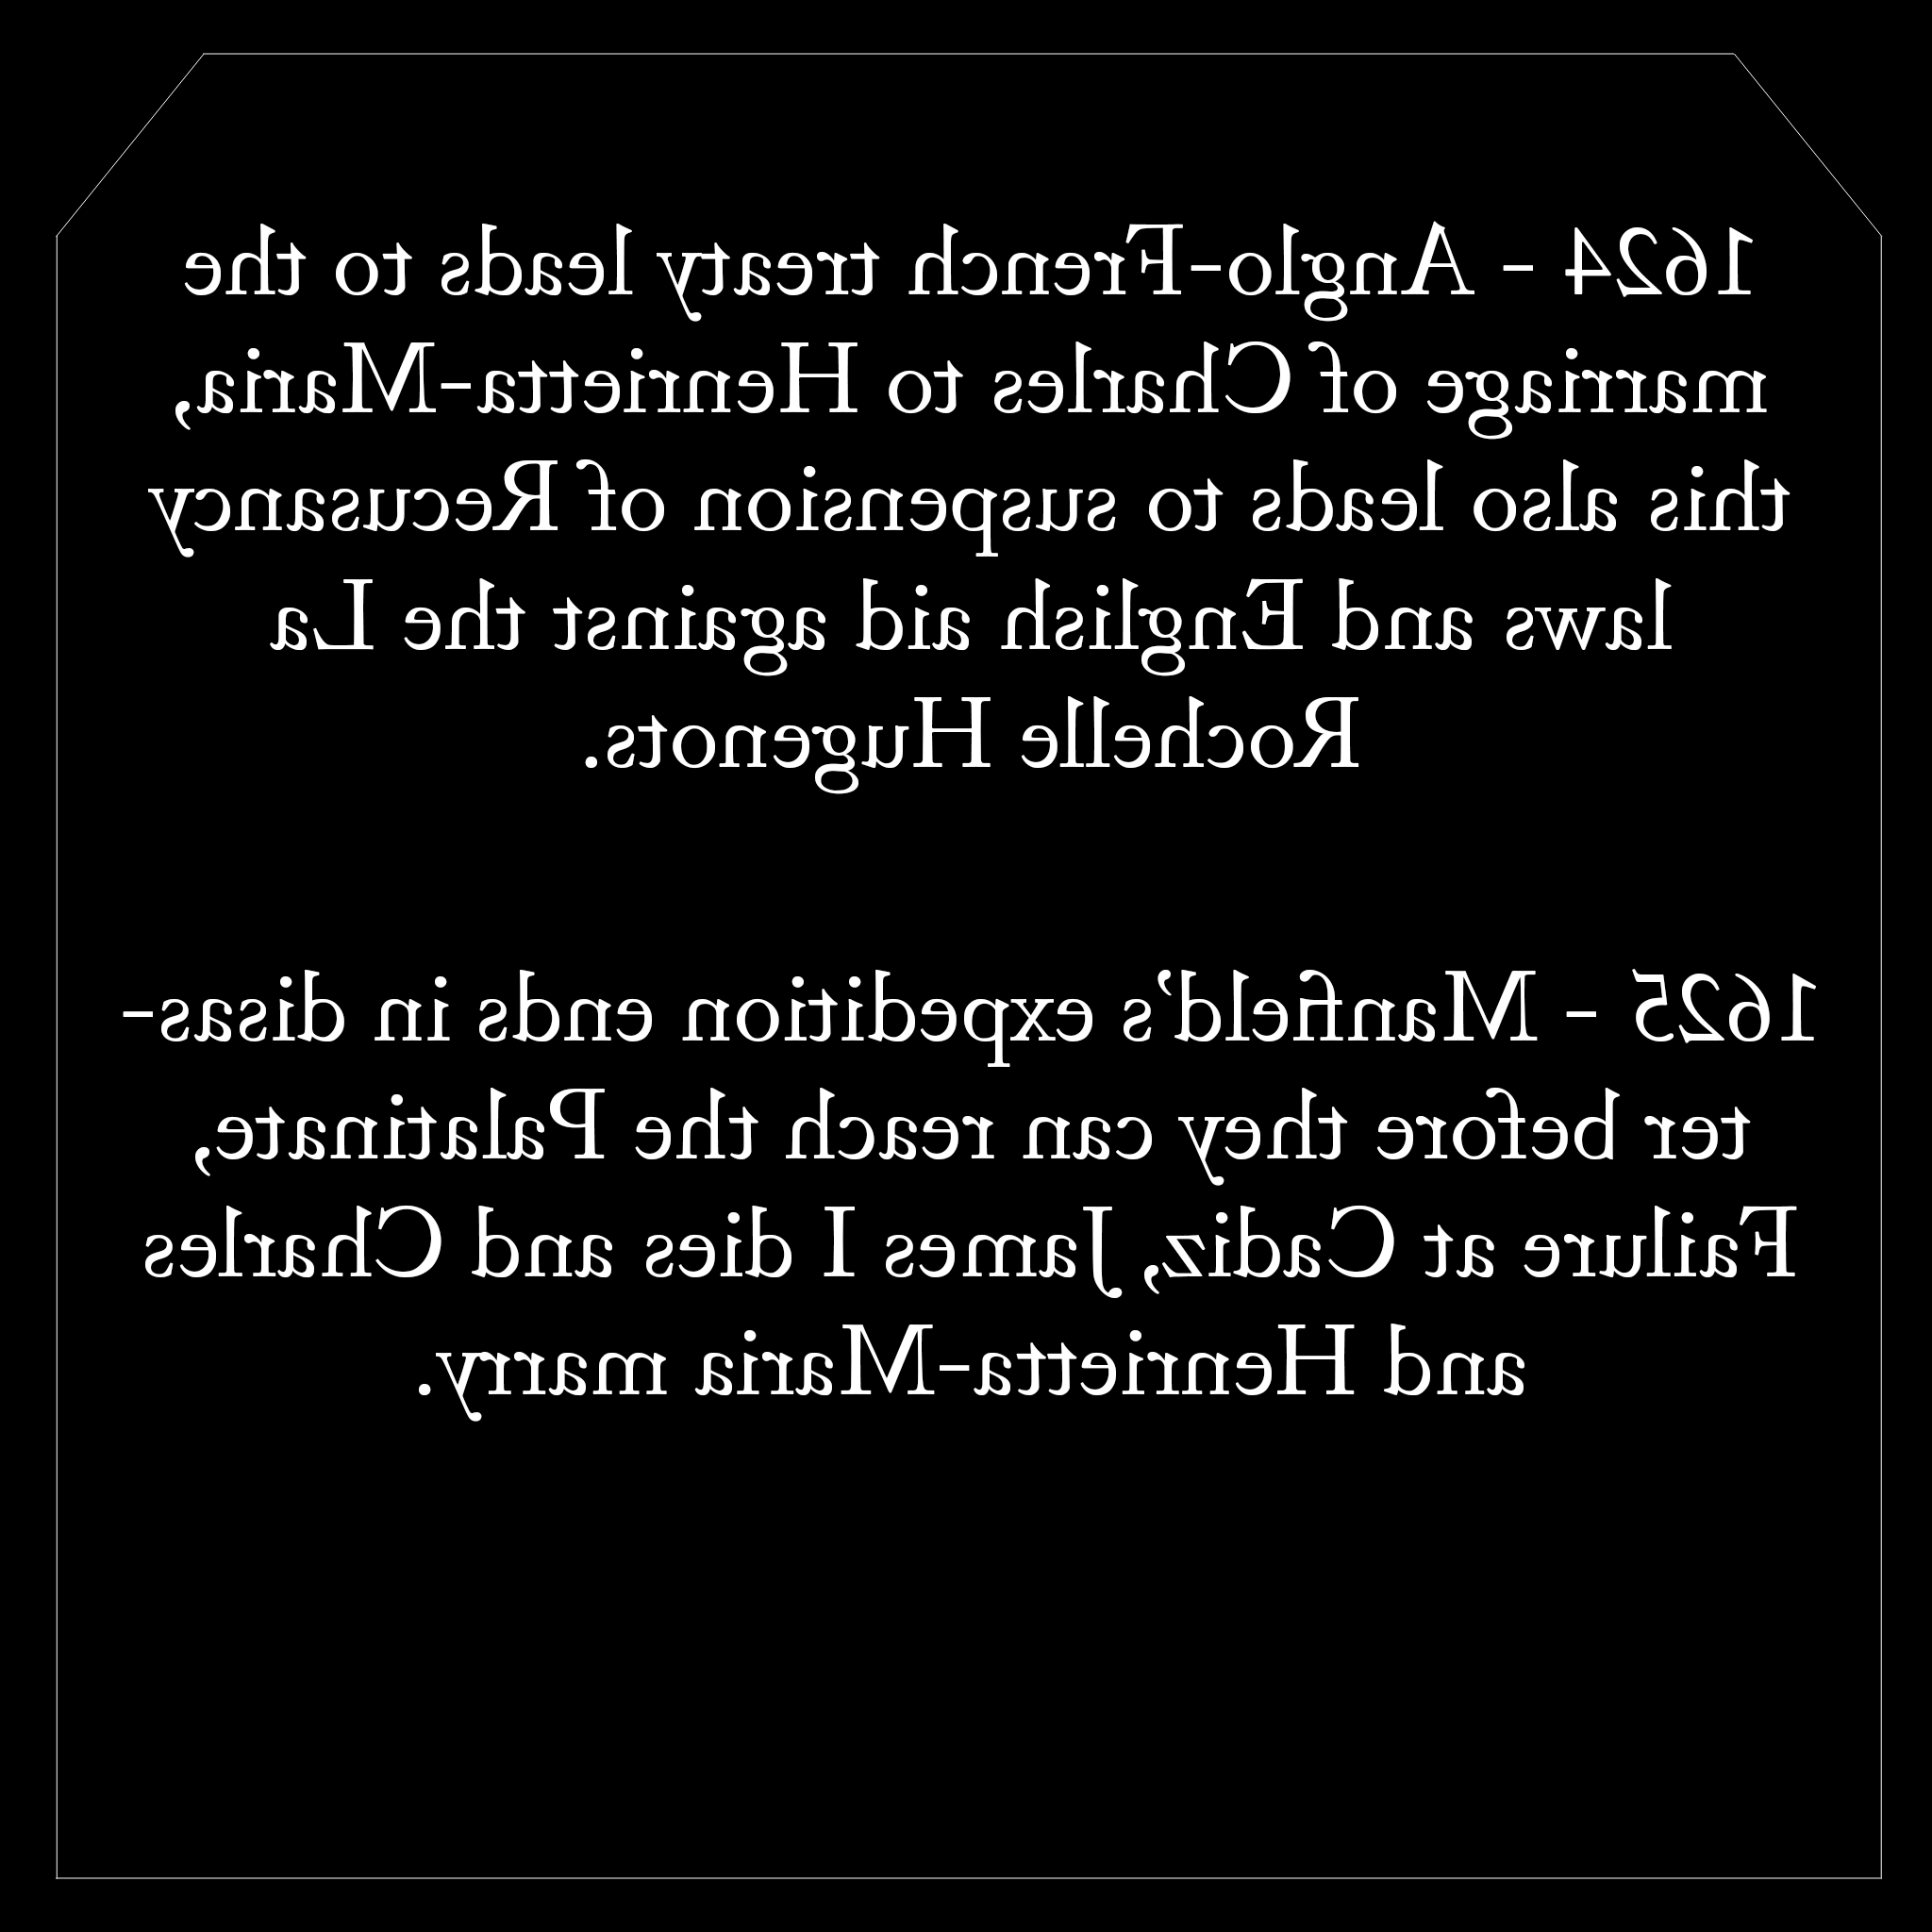 1624 - Anglo-French treaty leads to the
marriage of Charles to Henrietta-Maria,
this also leads to suspension of Recusancy
laws and English aid against the La
Rochelle Hugenots.
1625 - Manfield's expedition ends in disas-
ter before they can reach the Palatinate,
Failure at Cadiz, James I dies and Charles
and Henrietta-Maria marry.